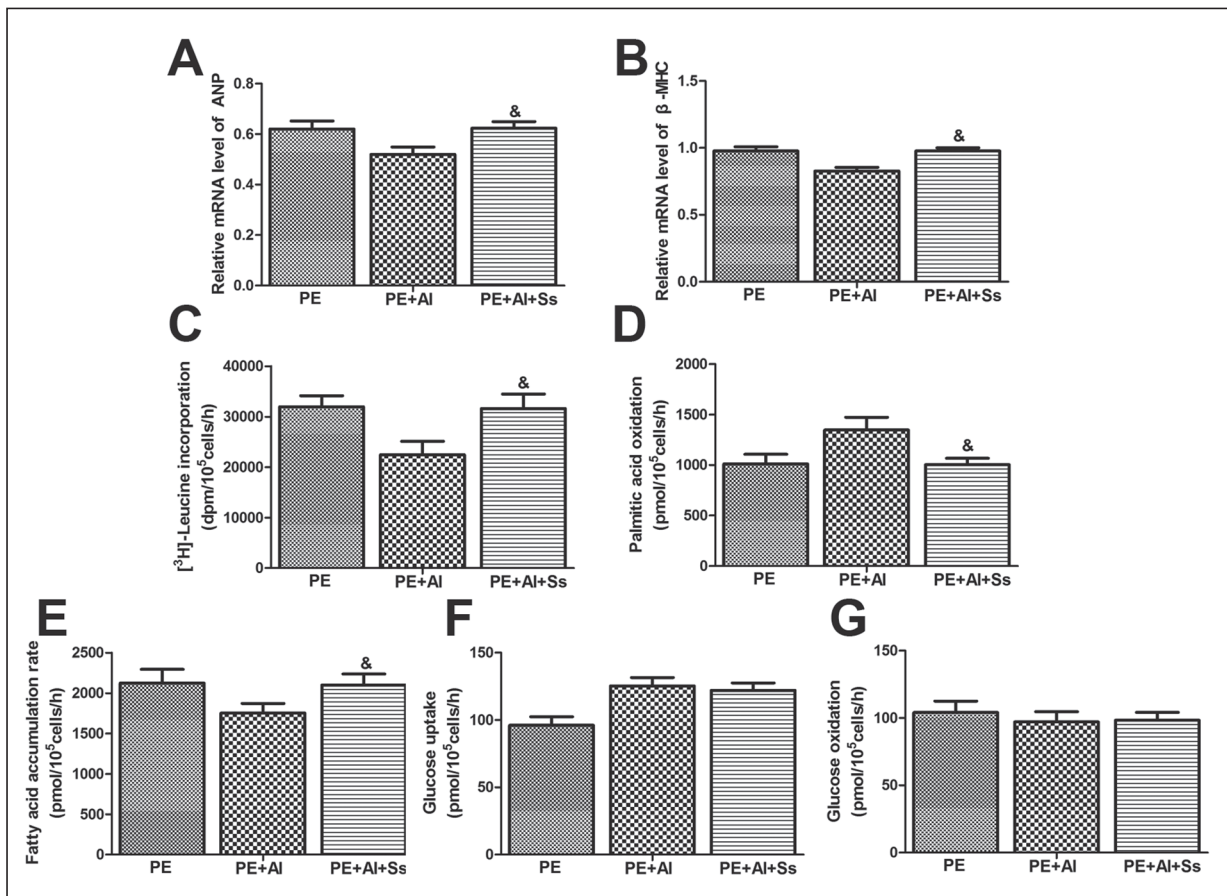 A
Relative mRNA level of ANP
0.8
0.6
0.4
0.2
0.0
&
PE
PE+AI
PE+AI+Ss
B
Relative mRNA level of β-MHC
1.5
1.0
0.5
0.0
&
PE
PE+AI
PE+AI+Ss
C
[³H]-Leucine incorporation
(dpm/10⁵cells/h)
40000
30000
20000
10000
0
&
PE
PE+AI
PE+AI+Ss
D
Palmitic acid oxidation
(pmol/10⁵cells/h)
2000
1500
1000
500
0
&
PE
PE+AI
PE+AI+Ss
E
Fatty acid accumulation rate
(pmol/10⁵cells/h)
2500
2000
1500
1000
500
0
&
PE
PE+AI
PE+AI+Ss
F
Glucose uptake
(pmol/10⁵cells/h)
150
100
50
0
PE
PE+AI
PE+AI+Ss
G
Glucose oxidation
(pmol/10⁵cells/h)
150
100
50
0
PE
PE+AI
PE+AI+Ss